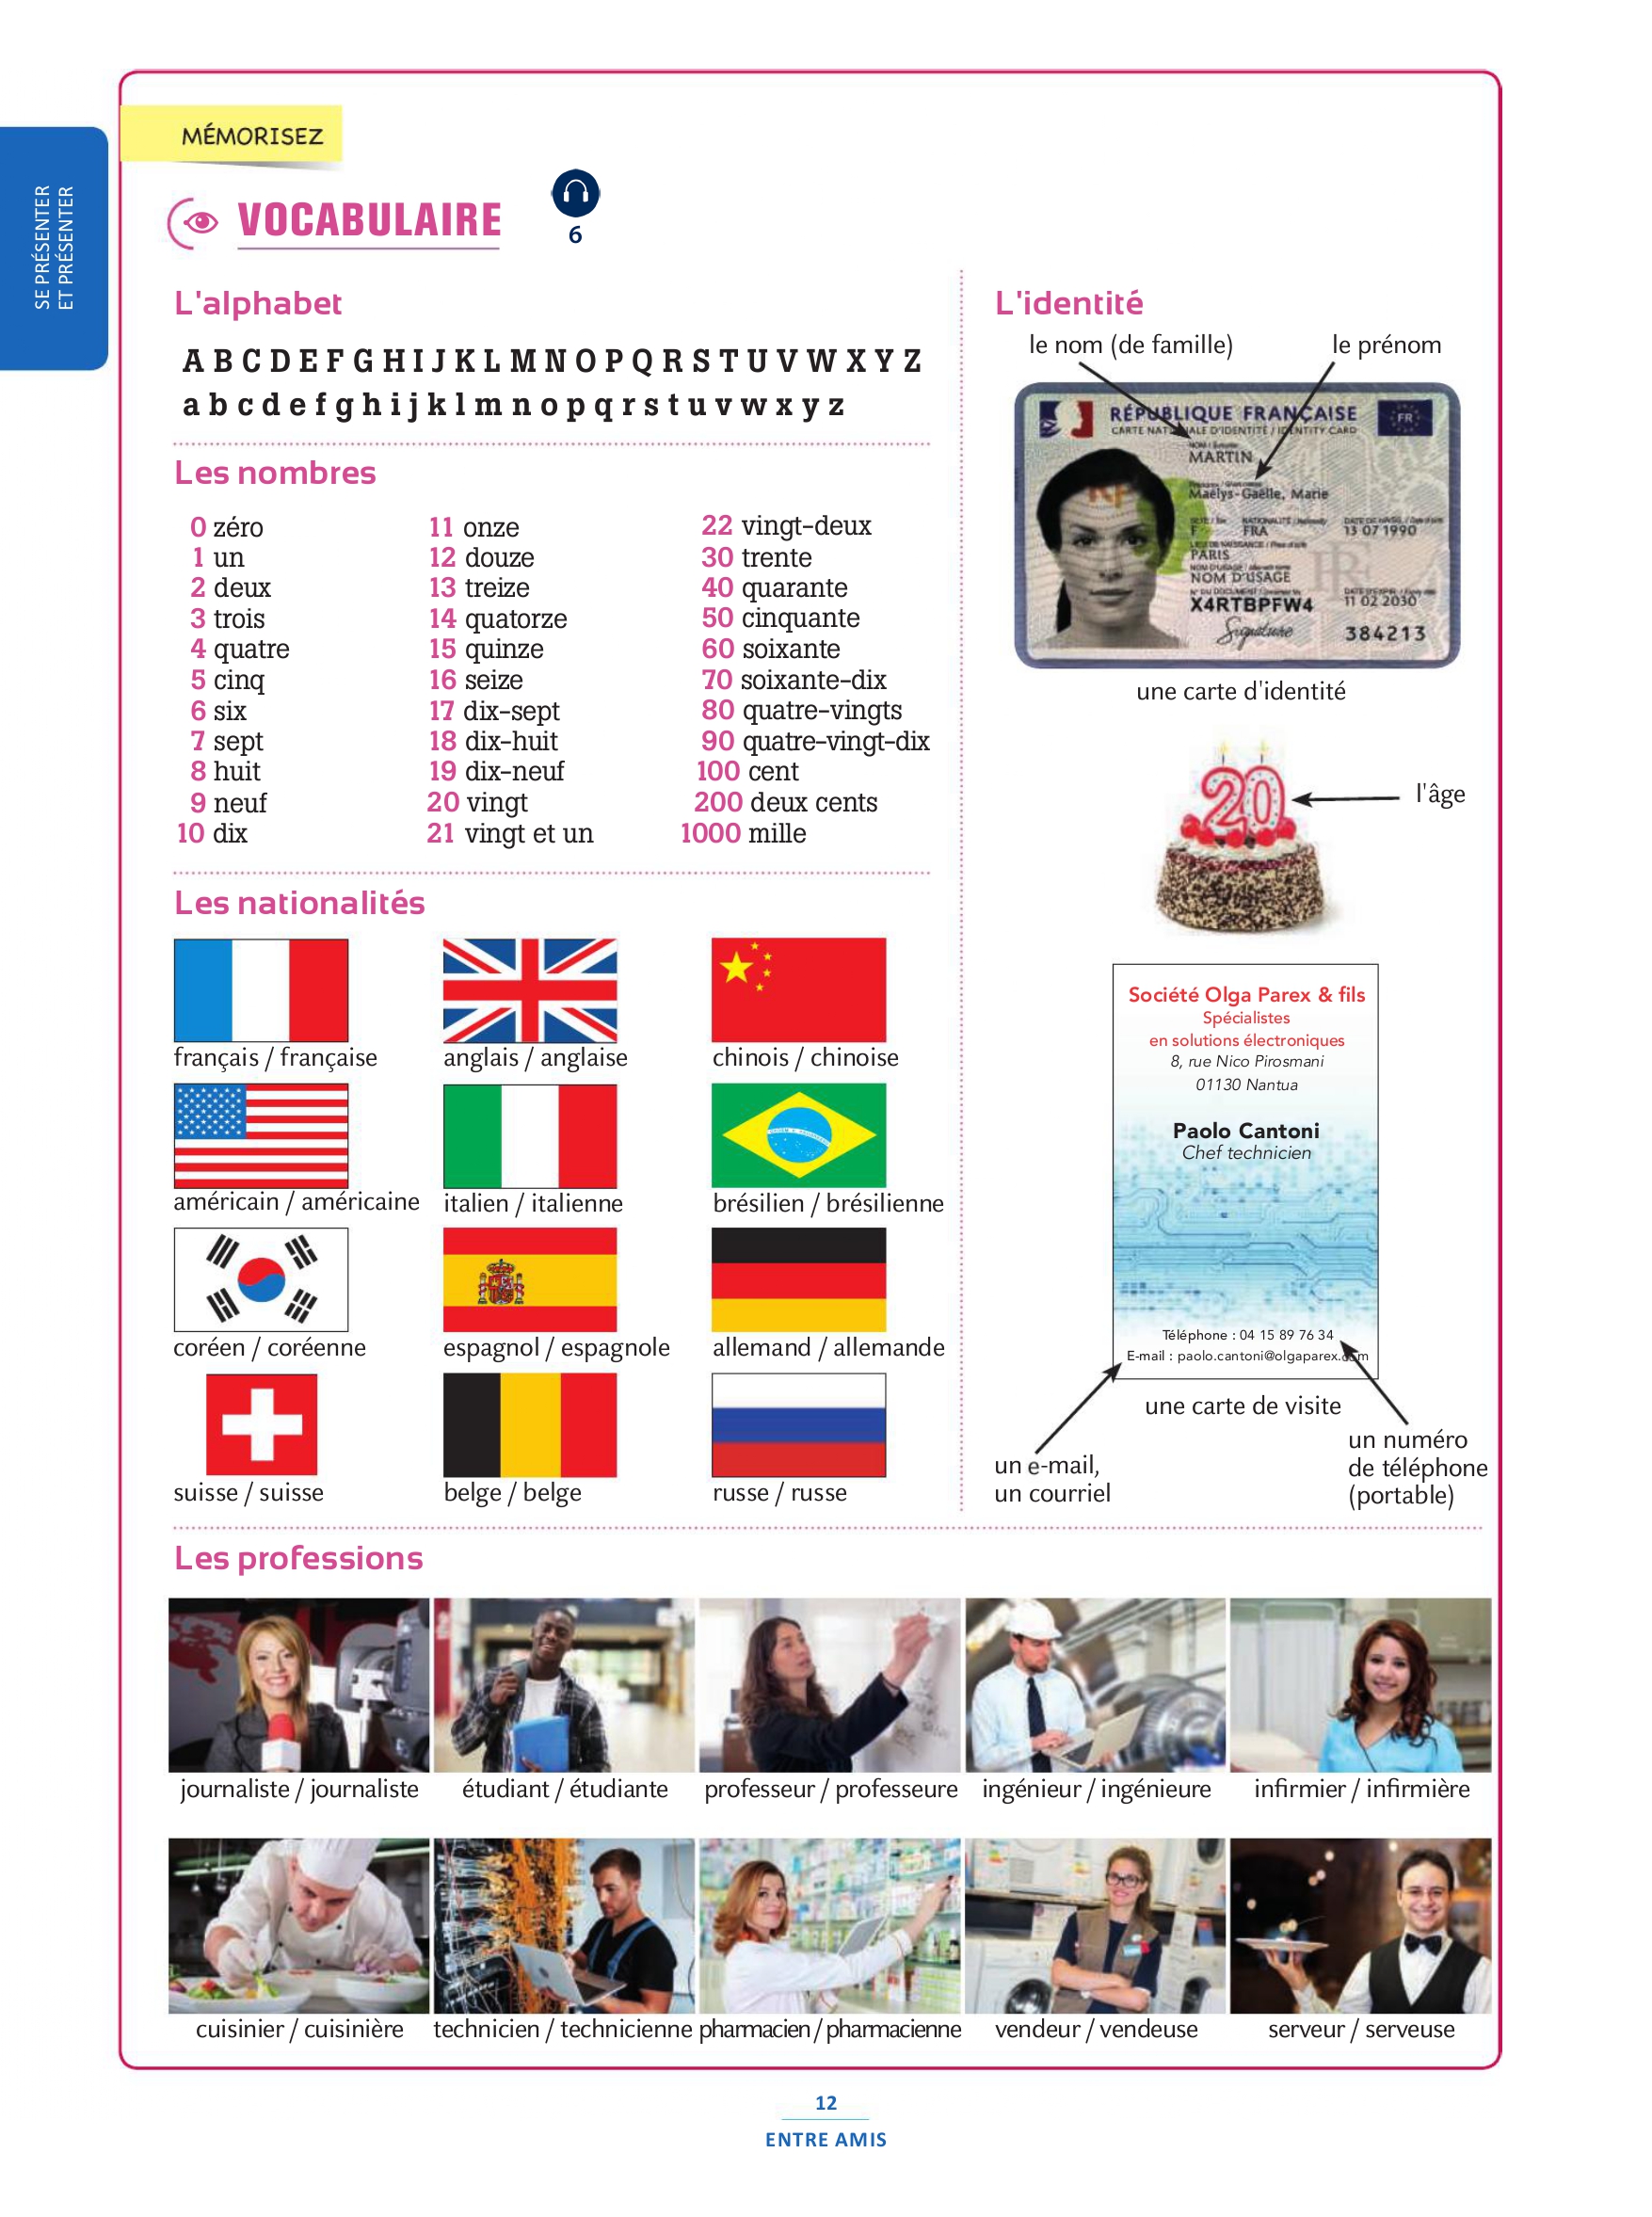 SE PRÉSENTER
ET PRÉSENTER
MÉMORISEZ
VOCABULAIRE
6
L'alphabet
A B C D E F G H I J K L M N O P Q R S T U V W X Y Z
a b c d e f g h i j k l m n o p q r s t u v w x y z
Les nombres
0 zéro
1 un
2 deux
3 trois
4 quatre
5 cinq
6 six
7 sept
8 huit
9 neuf
10 dix
11 onze
12 douze
13 treize
14 quatorze
15 quinze
16 seize
17 dix-sept
18 dix-huit
19 dix-neuf
20 vingt
21 vingt et un
22 vingt-deux
30 trente
40 quarante
50 cinquante
60 soixante
70 soixante-dix
80 quatre-vingts
90 quatre-vingt-dix
100 cent
200 deux cents
1000 mille
Les nationalités
français / française
anglais / anglaise
chinois / chinoise
américain / américaine
italien / italienne
brésilien / brésilienne
coréen / coréenne
espagnol / espagnole
allemand / allemande
suisse / suisse
belge / belge
russe / russe
L'identité
le nom (de famille)
le prénom
RÉPUBLIQUE FRANÇAISE
FR
CARTE NATIONALE D'IDENTITÉ / IDENTITY CARD
MARTIN
Maëlys-Gaëlle, Marie
F
FRA
13 07 1990
PARIS
NOM D'USAGE
X4RTBPFW4
11 02 2030
Signature
384213
une carte d'identité
20
l'âge
Société Olga Parex & fils
Spécialistes
en solutions électroniques
8, rue Nico Pirosmani
01130 Nantua
Paolo Cantoni
Chef technicien
Téléphone : 04 15 89 76 34
E-mail : paolo.cantoni@olgaparex.com
une carte de visite
un e-mail,
un courriel
un numéro
de téléphone
(portable)
Les professions
journaliste / journaliste
étudiant / étudiante
professeur / professeure
ingénieur / ingénieure
infirmier / infirmière
cuisinier / cuisinière
technicien / technicienne
pharmacien / pharmacienne
vendeur / vendeuse
serveur / serveuse
12
ENTRE AMIS